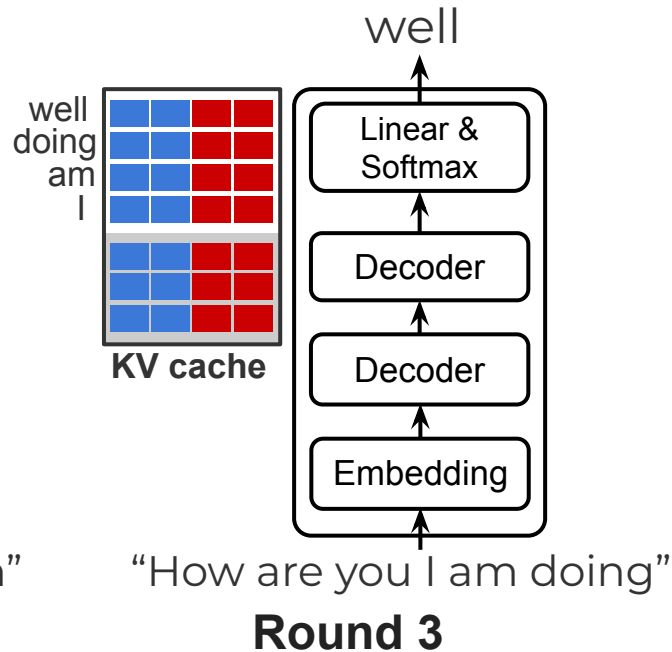 well
well
doing
am
I
KV cache
Linear &
Softmax
Decoder
Decoder
Embedding
"How are you I am doing”
Round 3